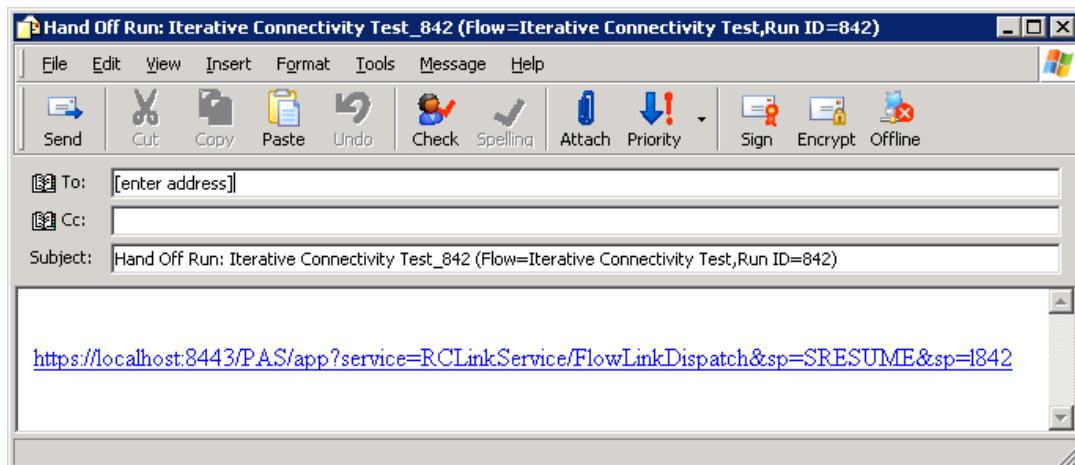 Hand Off Run: Iterative Connectivity Test_842 (Flow=Iterative Connectivity Test,Run ID=842)
File Edit View Insert Format Tools Message Help
Send Cut Copy Paste Undo Check Spelling Attach Priority Sign Encrypt Offline
To: [enter address]
Cc:
Subject: Hand Off Run: Iterative Connectivity Test_842 (Flow=Iterative Connectivity Test,Run ID=842)
https://localhost:8443/PAS/app?service=RCLinkService/FlowLinkDispatch&sp=SRESUME&sp=l842